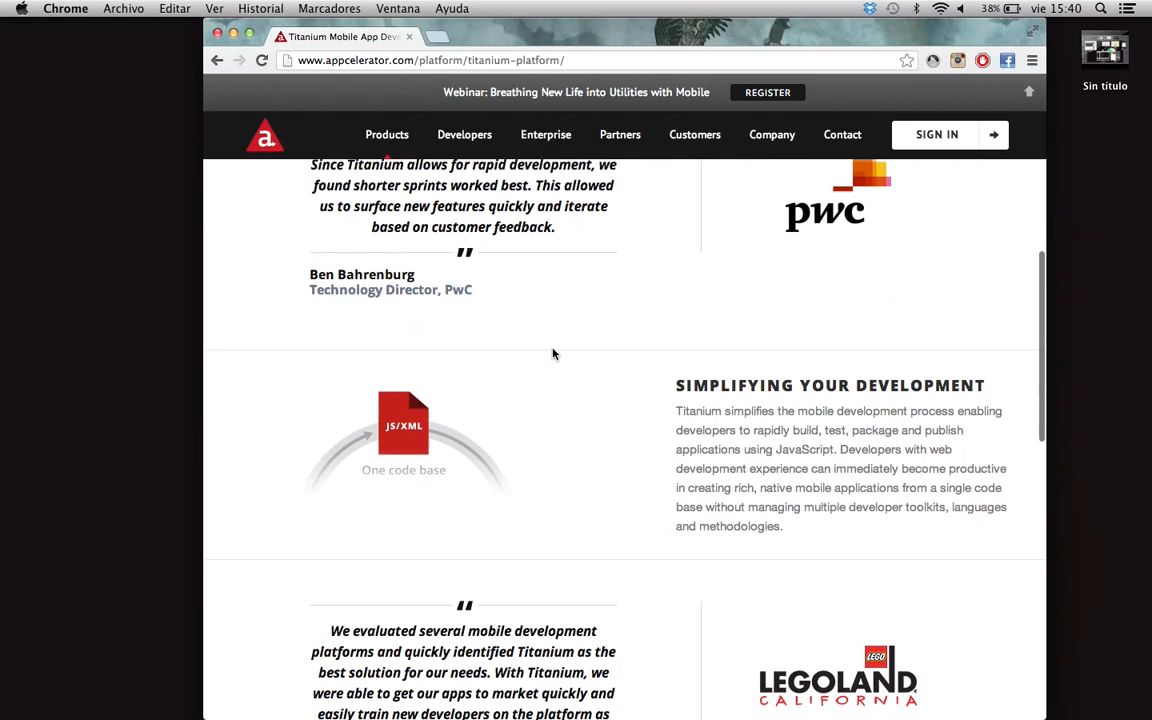 Chrome Archivo Editar Ver Historial Marcadores Ventana Ayuda 38% vie 15:40
Titanium Mobile App Deve
www.appcelerator.com/platform/titanium-platform/
Sin título
Webinar: Breathing New Life into Utilities with Mobile REGISTER
a Products Developers Enterprise Partners Customers Company Contact SIGN IN
Since Titanium allows for rapid development, we
found shorter sprints worked best. This allowed
us to surface new features quickly and iterate
based on customer feedback.
"
Ben Bahrenburg
Technology Director, PwC
pwc
JS/XML
One code base
SIMPLIFYING YOUR DEVELOPMENT
Titanium simplifies the mobile development process enabling
developers to rapidly build, test, package and publish
applications using JavaScript. Developers with web
development experience can immediately become productive
in creating rich, native mobile applications from a single code
base without managing multiple developer toolkits, languages
and methodologies.
"
We evaluated several mobile development
platforms and quickly identified Titanium as the
best solution for our needs. With Titanium, we
were able to get our apps to market quickly and
easily train new developers on the platform as
LEGO
LEGOLAND
CALIFORNIA